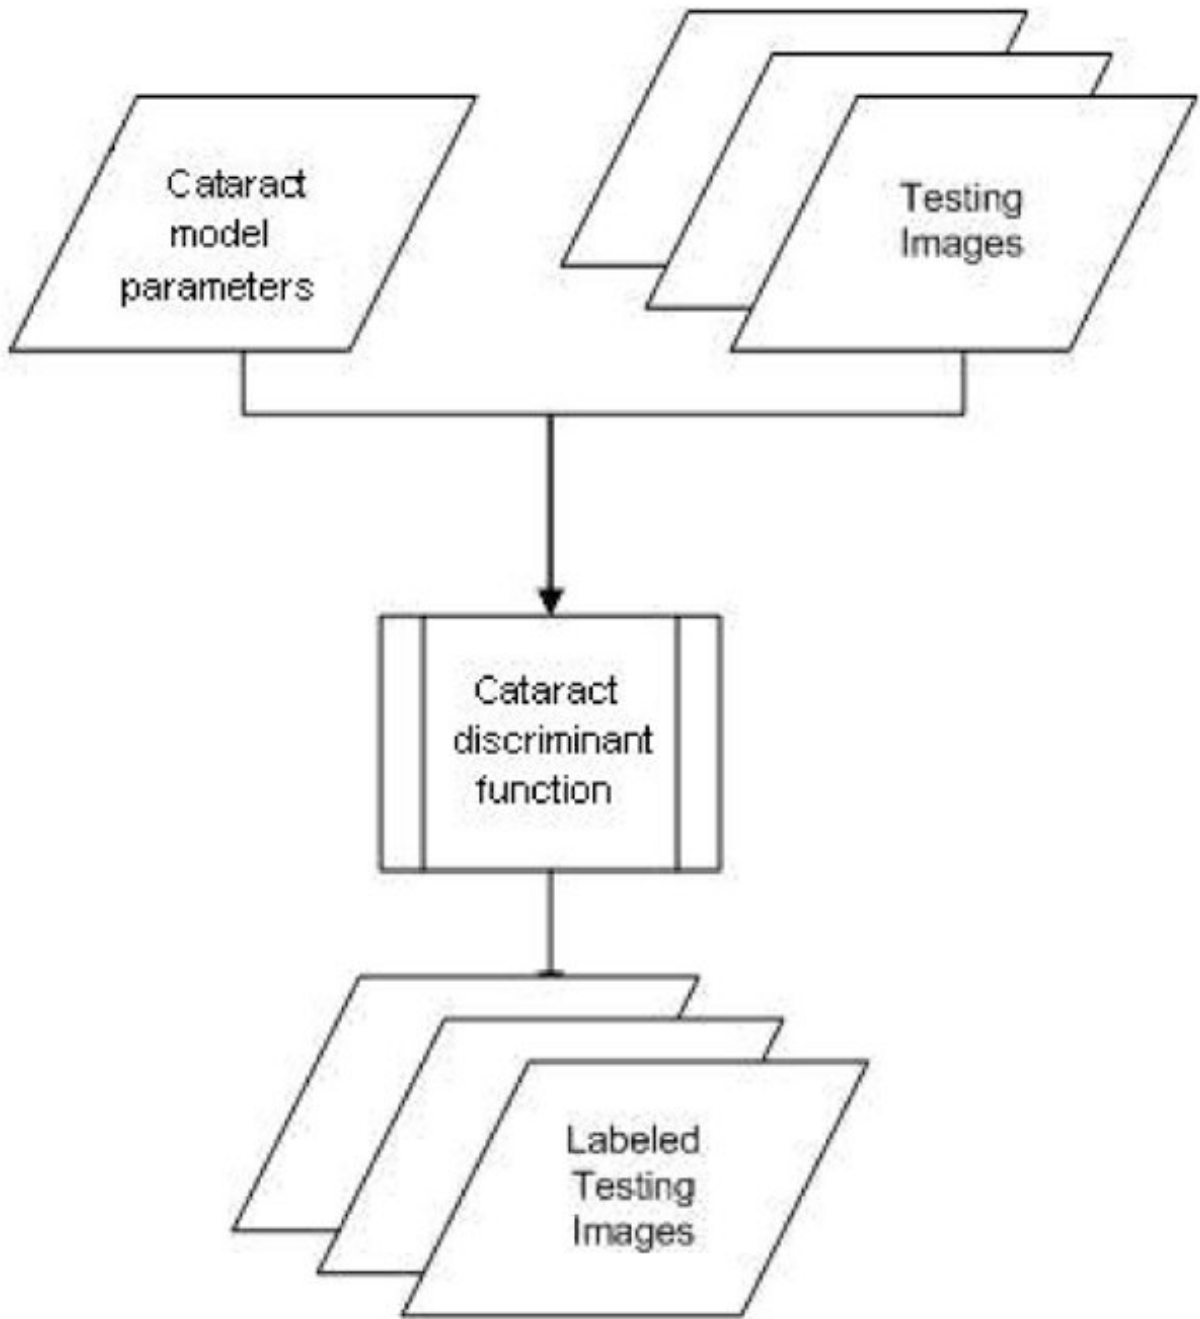 Cataract
model
parameters
Testing
Images
Cataract
discriminant
function
Labeled
Testing
Images